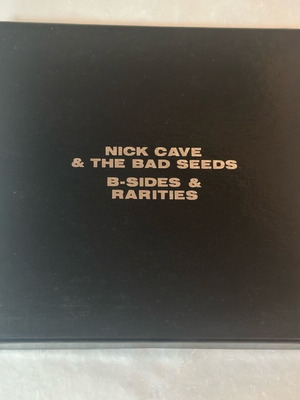 NICK CAVE
& THE BAD SEEDS
B-SIDES &
RARITIES